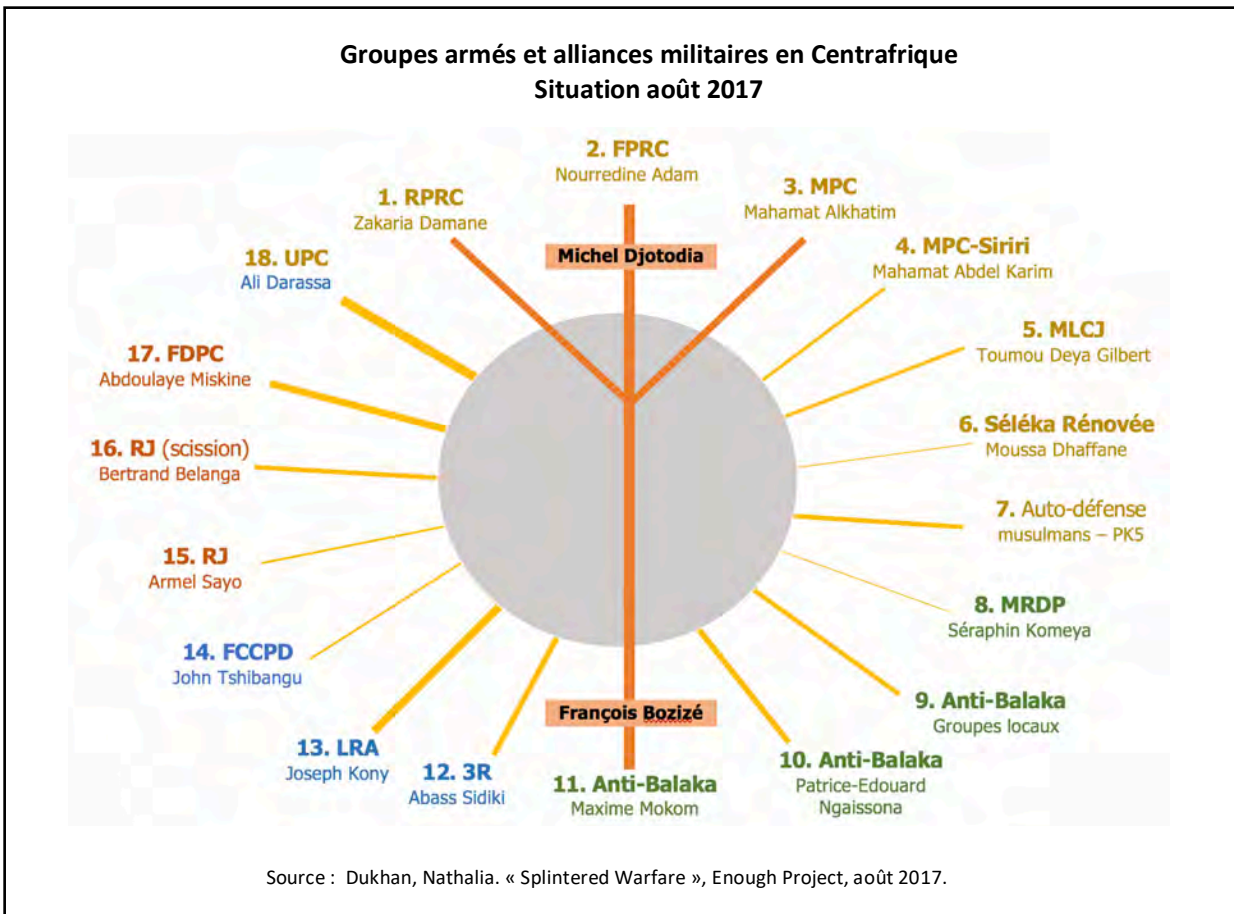 Groupes armés et alliances militaires en Centrafrique
Situation août 2017
1. RPRC
Zakaria Damane
2. FPRC
Nourredine Adam
3. MPC
Mahamat Alkhatim
Michel Djotodia
4. MPC-Siriri
Mahamat Abdel Karim
5. MLCJ
Toumou Deya Gilbert
6. Séléka Rénovée
Moussa Dhaffane
7. Auto-défense
musulmans – PK5
8. MRDP
Séraphin Komeya
9. Anti-Balaka
Groupes locaux
10. Anti-Balaka
Patrice-Edouard
Ngaissona
François Bozizé
11. Anti-Balaka
Maxime Mokom
12. 3R
Abass Sidiki
13. LRA
Joseph Kony
14. FCCPD
John Tshibangu
15. RJ
Armel Sayo
16. RJ (scission)
Bertrand Belanga
17. FDPC
Abdoulaye Miskine
18. UPC
Ali Darassa
Source : Dukhan, Nathalia. « Splintered Warfare », Enough Project, août 2017.